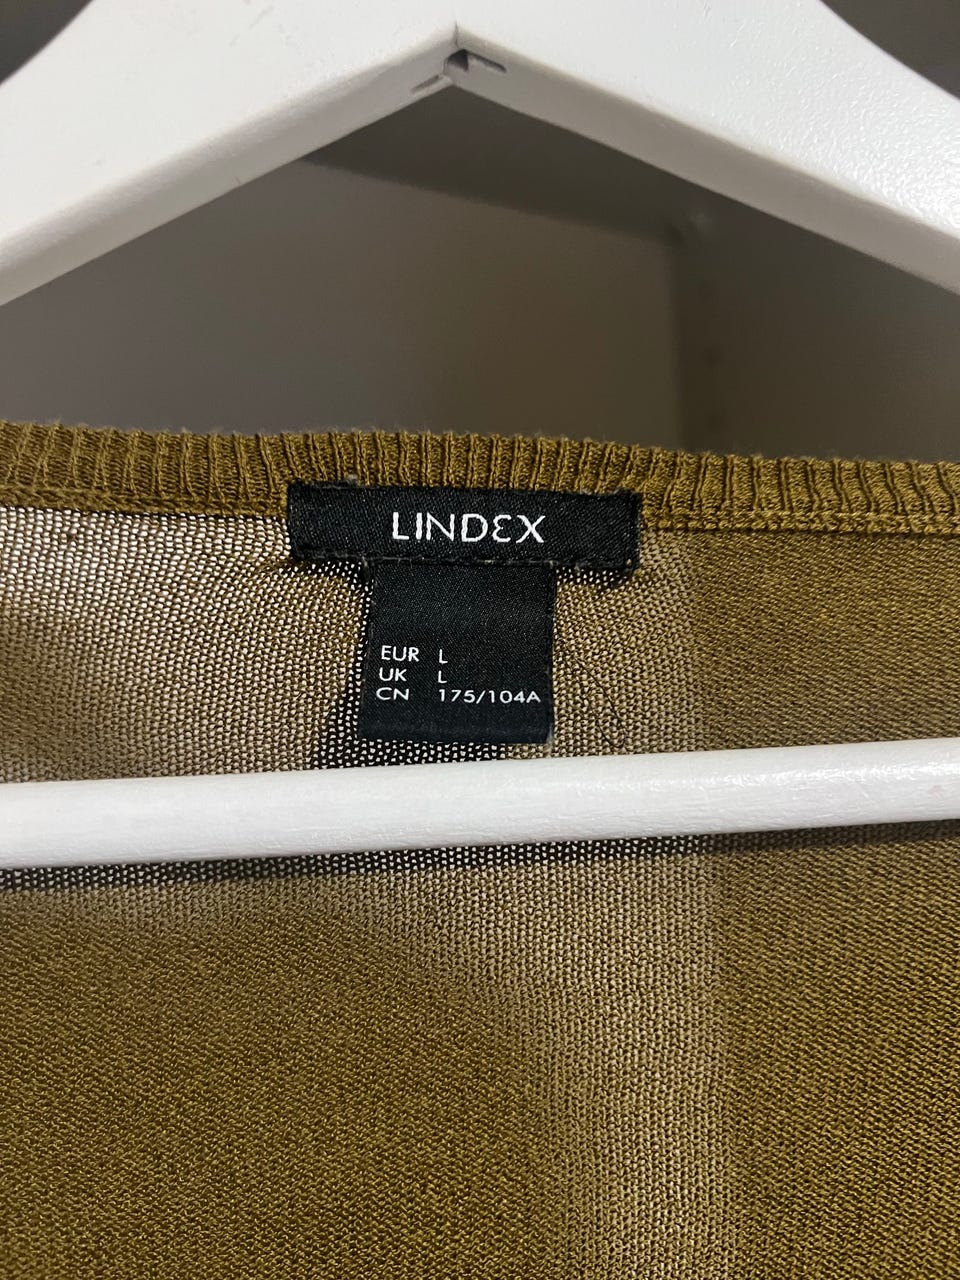 LINDEX
EUR L
UK L
CN 175/104A